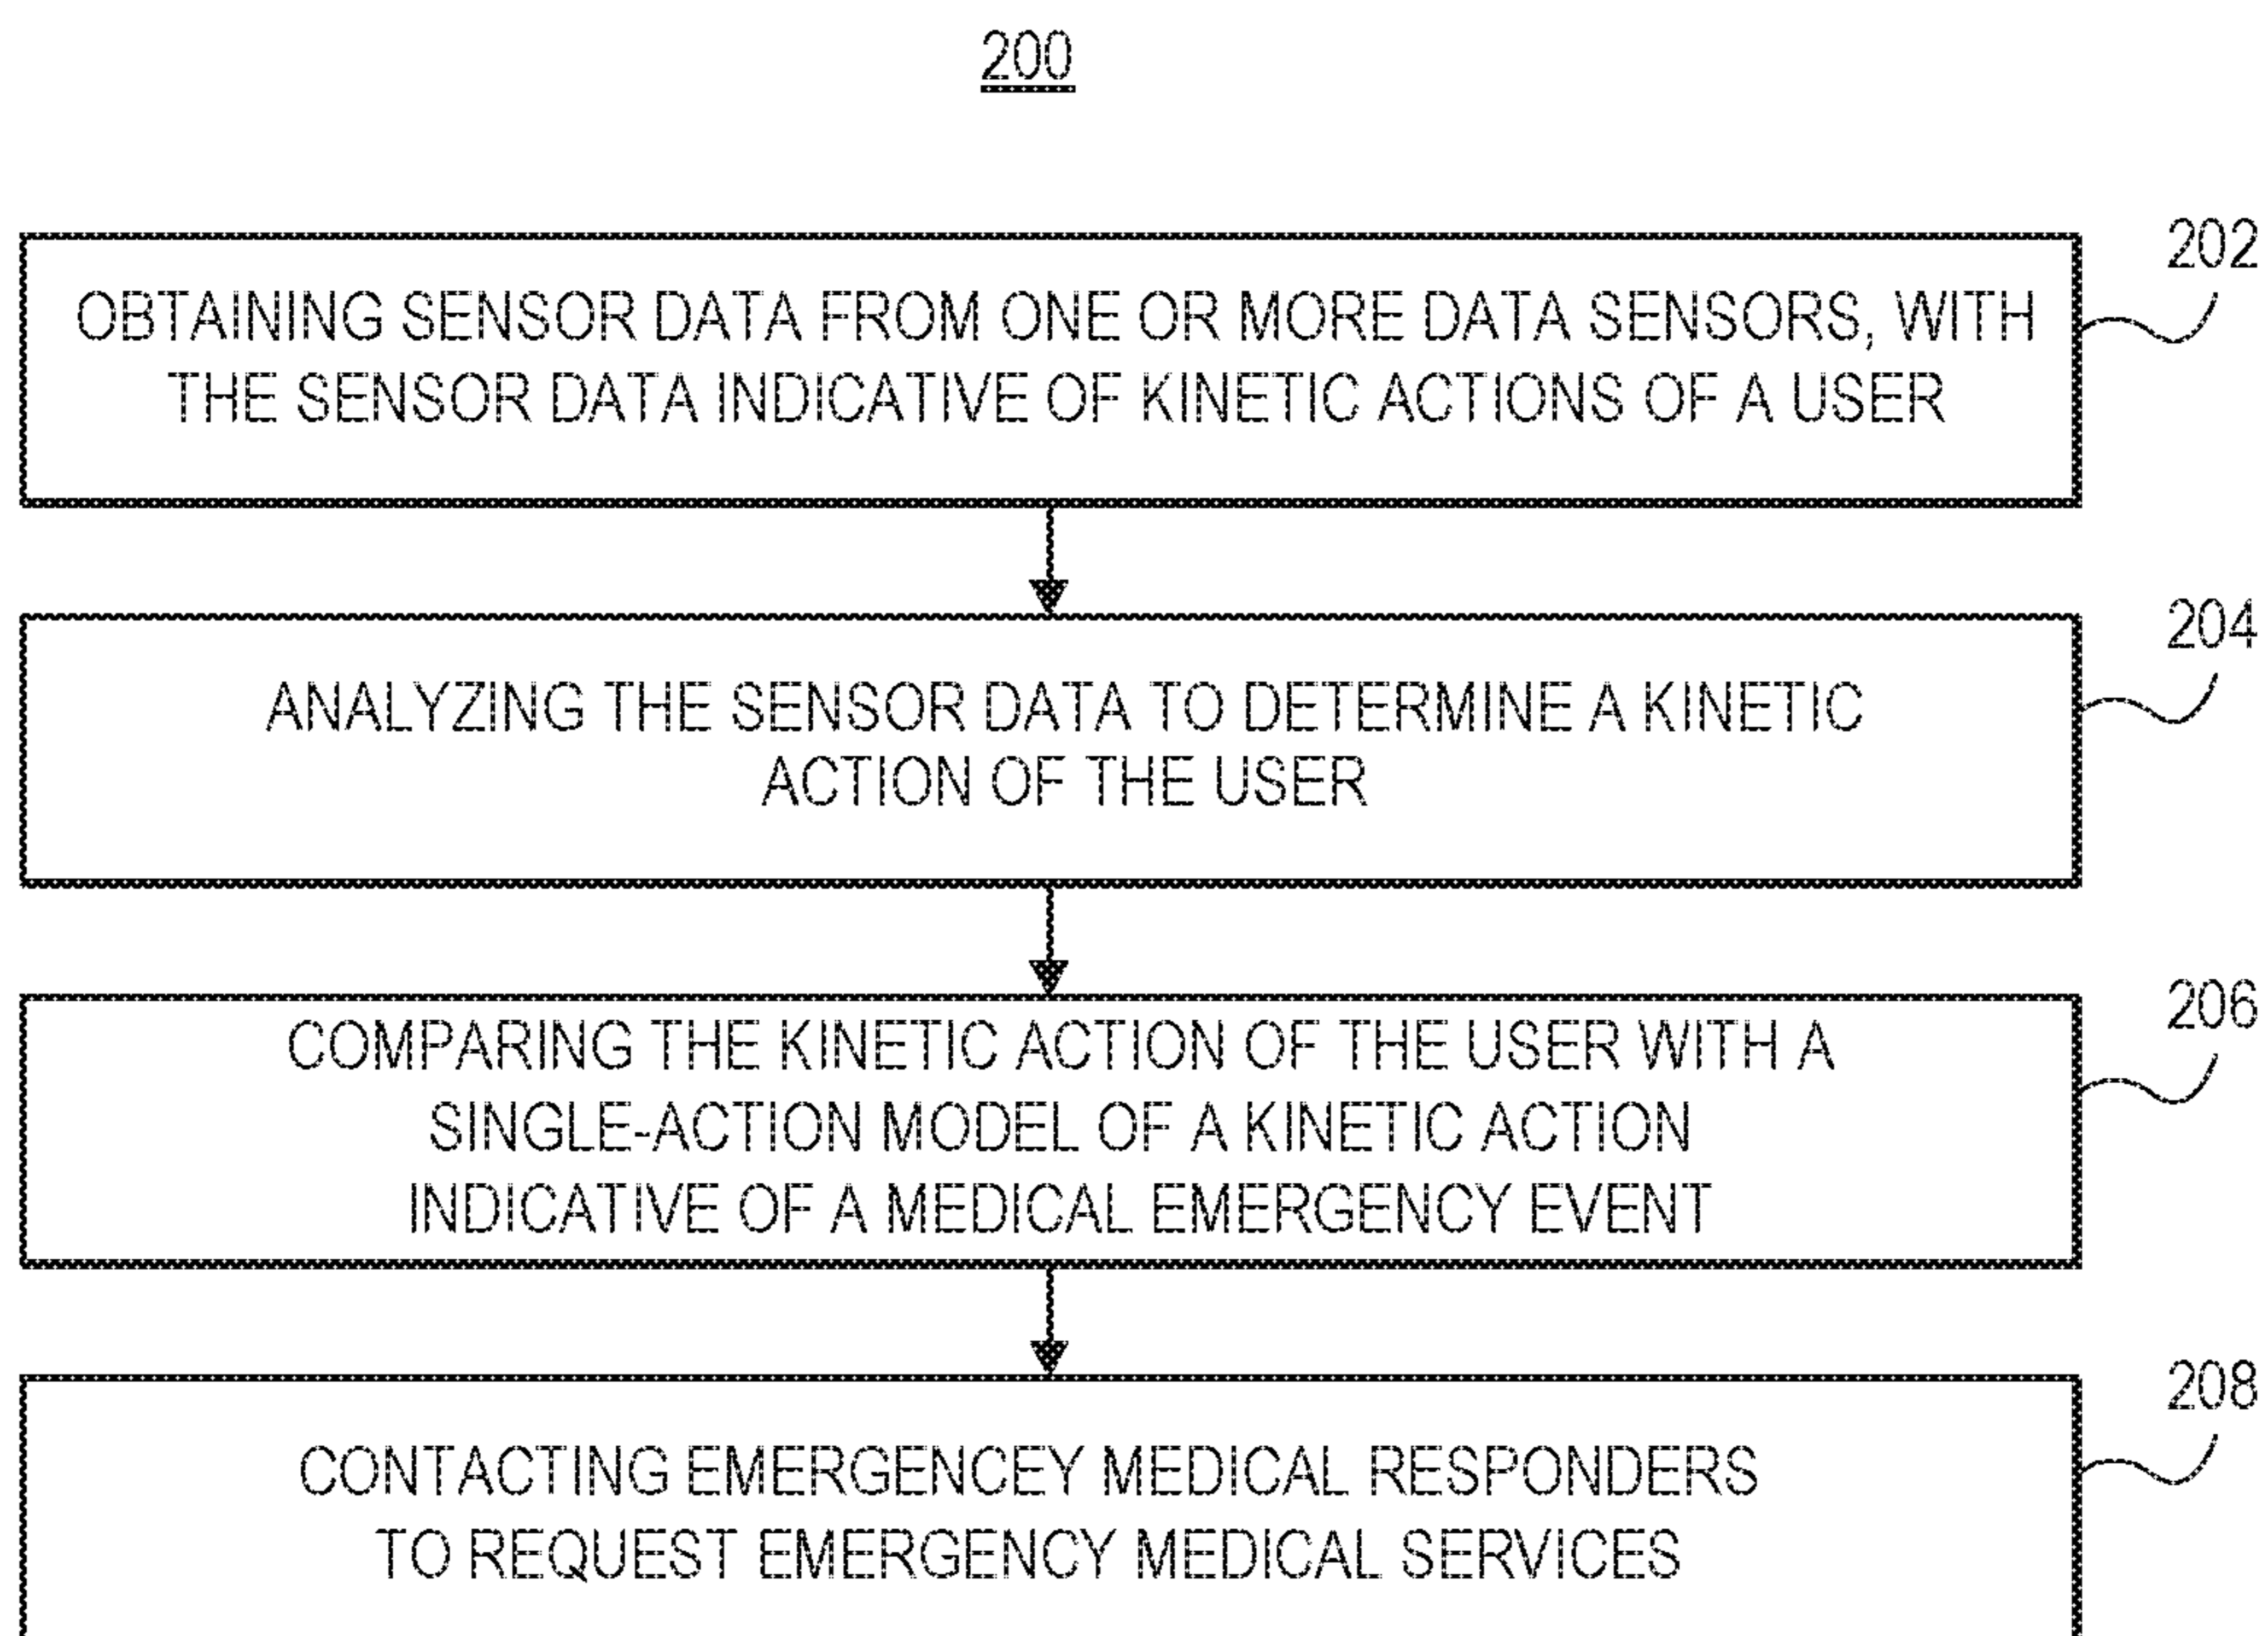 200
202
OBTAINING SENSOR DATA FROM ONE OR MORE DATA SENSORS, WITH
THE SENSOR DATA INDICATIVE OF KINETIC ACTIONS OF A USER
204
ANALYZING THE SENSOR DATA TO DETERMINE A KINETIC
ACTION OF THE USER
206
COMPARING THE KINETIC ACTION OF THE USER WITH A
SINGLE-ACTION MODEL OF A KINETIC ACTION
INDICATIVE OF A MEDICAL EMERGENCY EVENT
208
CONTACTING EMERGENCEY MEDICAL RESPONDERS
TO REQUEST EMERGENCY MEDICAL SERVICES